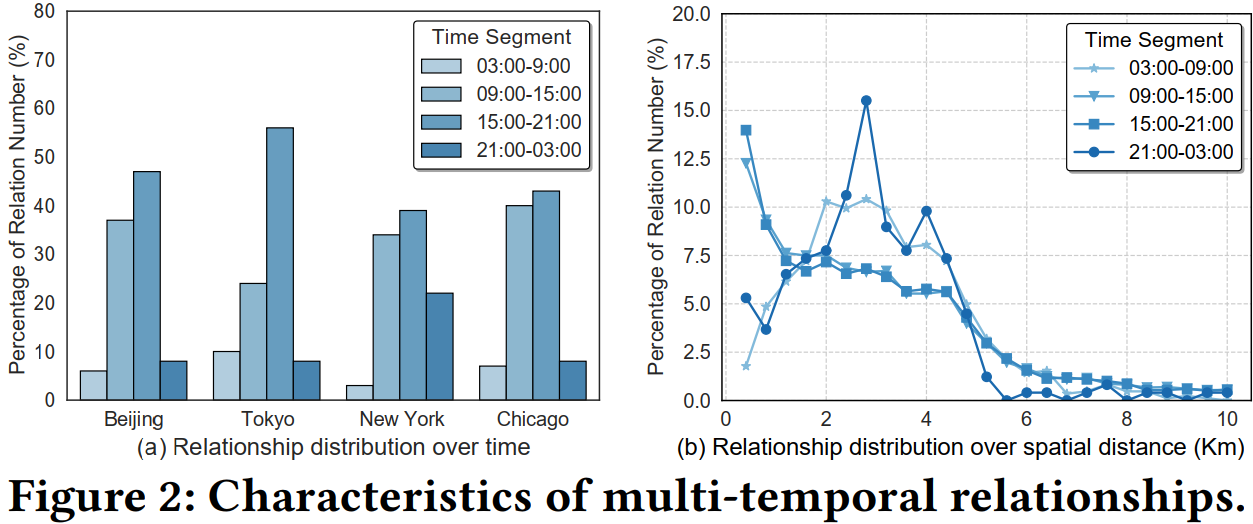 80
70
60
50
40
30
20
10
0
Percentage of Relation Number (%)
Time Segment
03:00-9:00
09:00-15:00
15:00-21:00
21:00-03:00
Beijing Tokyo New York Chicago
(a) Relationship distribution over time
20.0
17.5
15.0
12.5
10.0
7.5
5.0
2.5
0.0
Percentage of Relation Number (%)
Time Segment
03:00-09:00
09:00-15:00
15:00-21:00
21:00-03:00
0 2 4 6 8 10
(b) Relationship distribution over spatial distance (Km)
Figure 2: Characteristics of multi-temporal relationships.